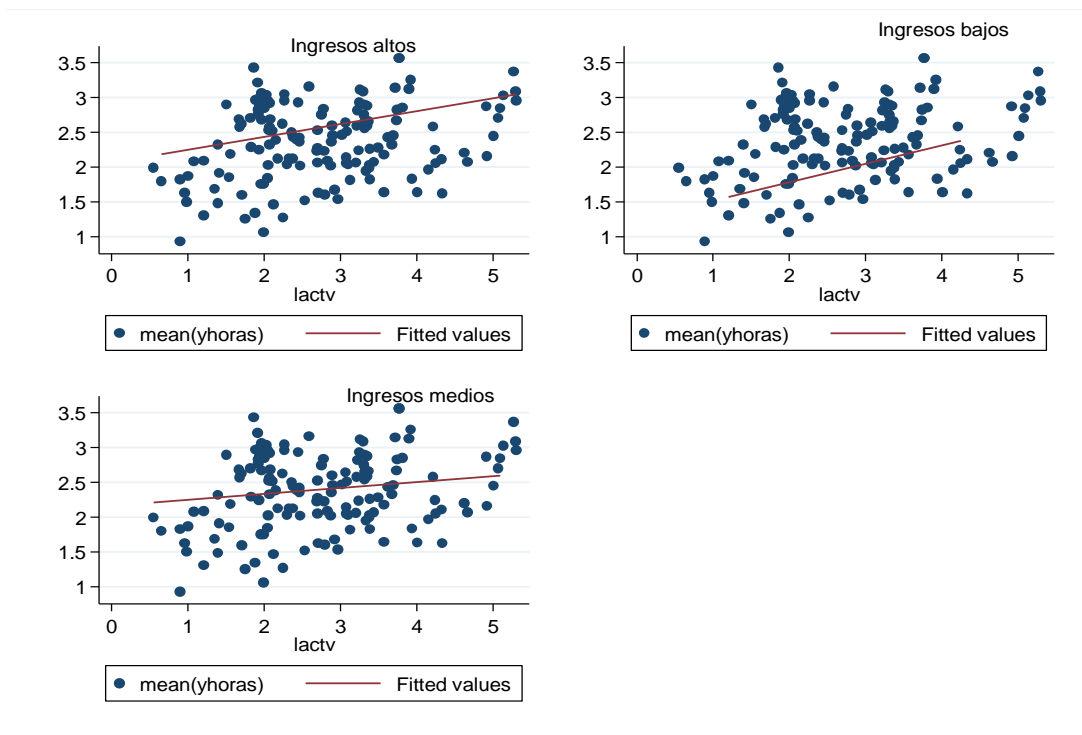 Ingresos altos
3.5
3
2.5
2
1.5
1
0 1 2 3 4 5
lactv
mean(yhoras) Fitted values
Ingresos bajos
3.5
3
2.5
2
1.5
1
0 1 2 3 4 5
lactv
mean(yhoras) Fitted values
Ingresos medios
3.5
3
2.5
2
1.5
1
0 1 2 3 4 5
lactv
mean(yhoras) Fitted values